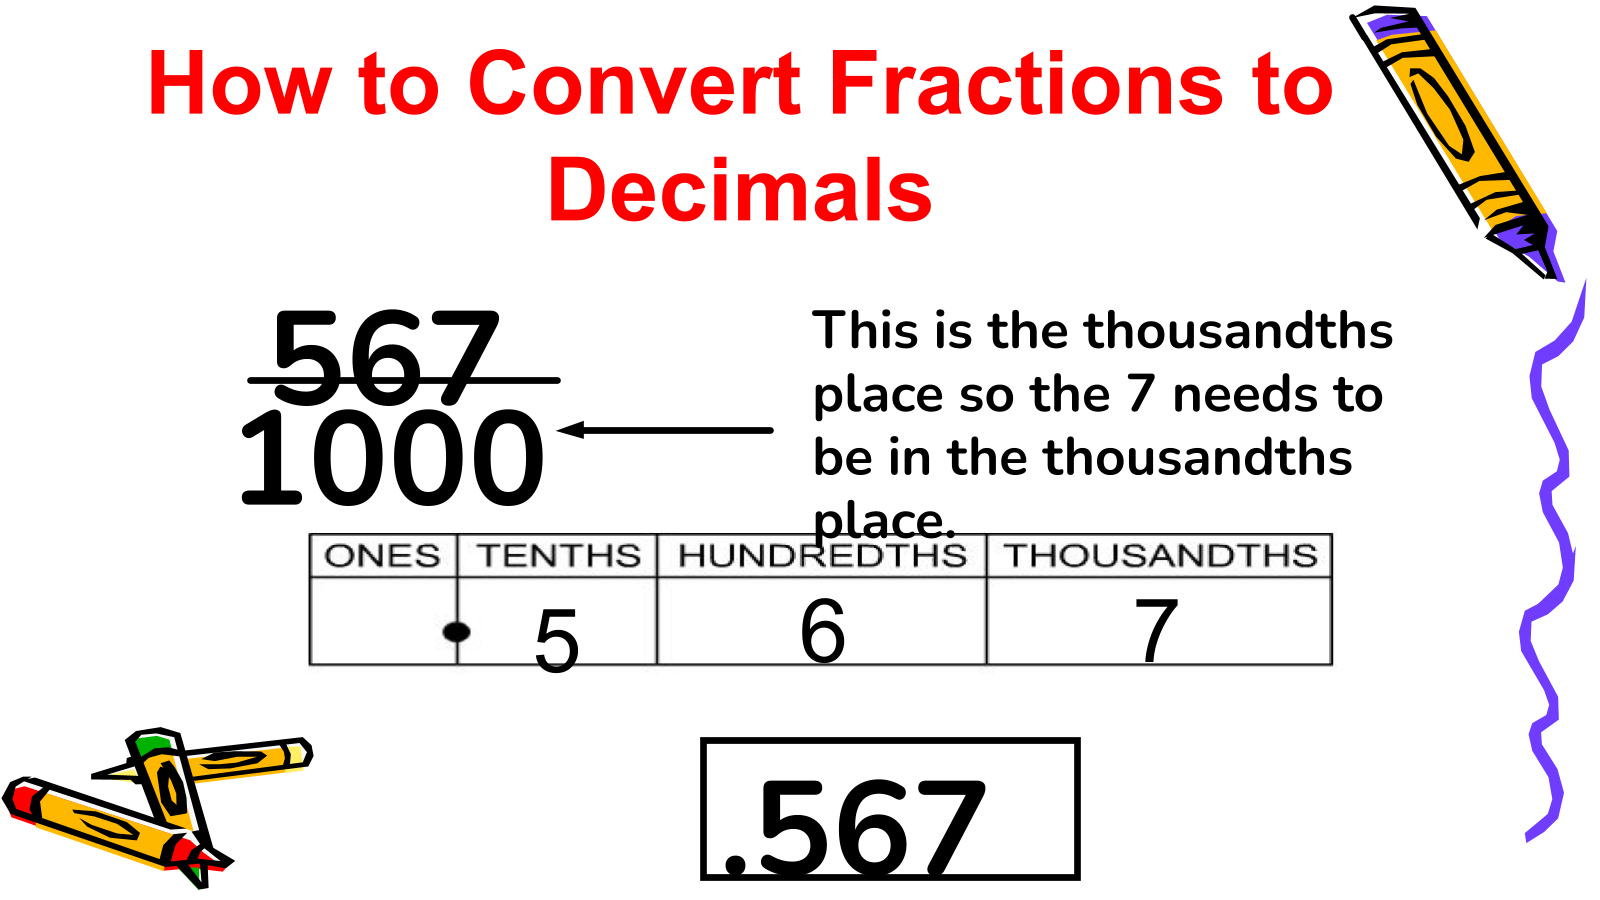 How to Convert Fractions to
Decimals
567
1000
This is the thousandths
place so the 7 needs to
be in the thousandths
place.
ONES TENTHS HUNDREDTHS THOUSANDTHS
. 5 6 7
.567